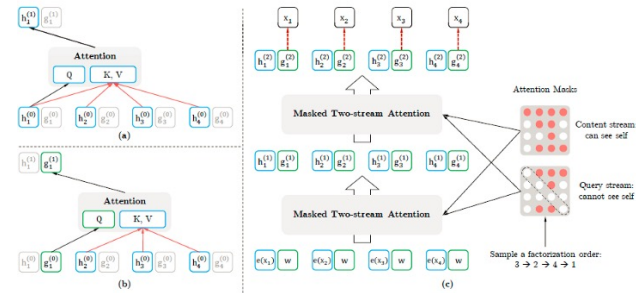 h₁⁽¹⁾ g₁⁽¹⁾
Attention
Q K, V
h₁⁽⁰⁾ g₁⁽⁰⁾ h₂⁽⁰⁾ g₂⁽⁰⁾ h₃⁽⁰⁾ g₃⁽⁰⁾ h₄⁽⁰⁾ g₄⁽⁰⁾
(a)
h₁⁽¹⁾ g₁⁽¹⁾
Attention
Q K, V
h₁⁽⁰⁾ g₁⁽⁰⁾ h₂⁽⁰⁾ g₂⁽⁰⁾ h₃⁽⁰⁾ g₃⁽⁰⁾ h₄⁽⁰⁾ g₄⁽⁰⁾
(b)
x₁ x₂ x₃ x₄
h₁⁽²⁾ g₁⁽²⁾ h₂⁽²⁾ g₂⁽²⁾ h₃⁽²⁾ g₃⁽²⁾ h₄⁽²⁾ g₄⁽²⁾
Masked Two-stream Attention
h₁⁽¹⁾ g₁⁽¹⁾ h₂⁽¹⁾ g₂⁽¹⁾ h₃⁽¹⁾ g₃⁽¹⁾ h₄⁽¹⁾ g₄⁽¹⁾
Masked Two-stream Attention
e(x₁) w e(x₂) w e(x₃) w e(x₄) w
(c)
Attention Masks
Content stream:
can see self
Query stream:
cannot see self
Sample a factorization order:
3 → 2 → 4 → 1